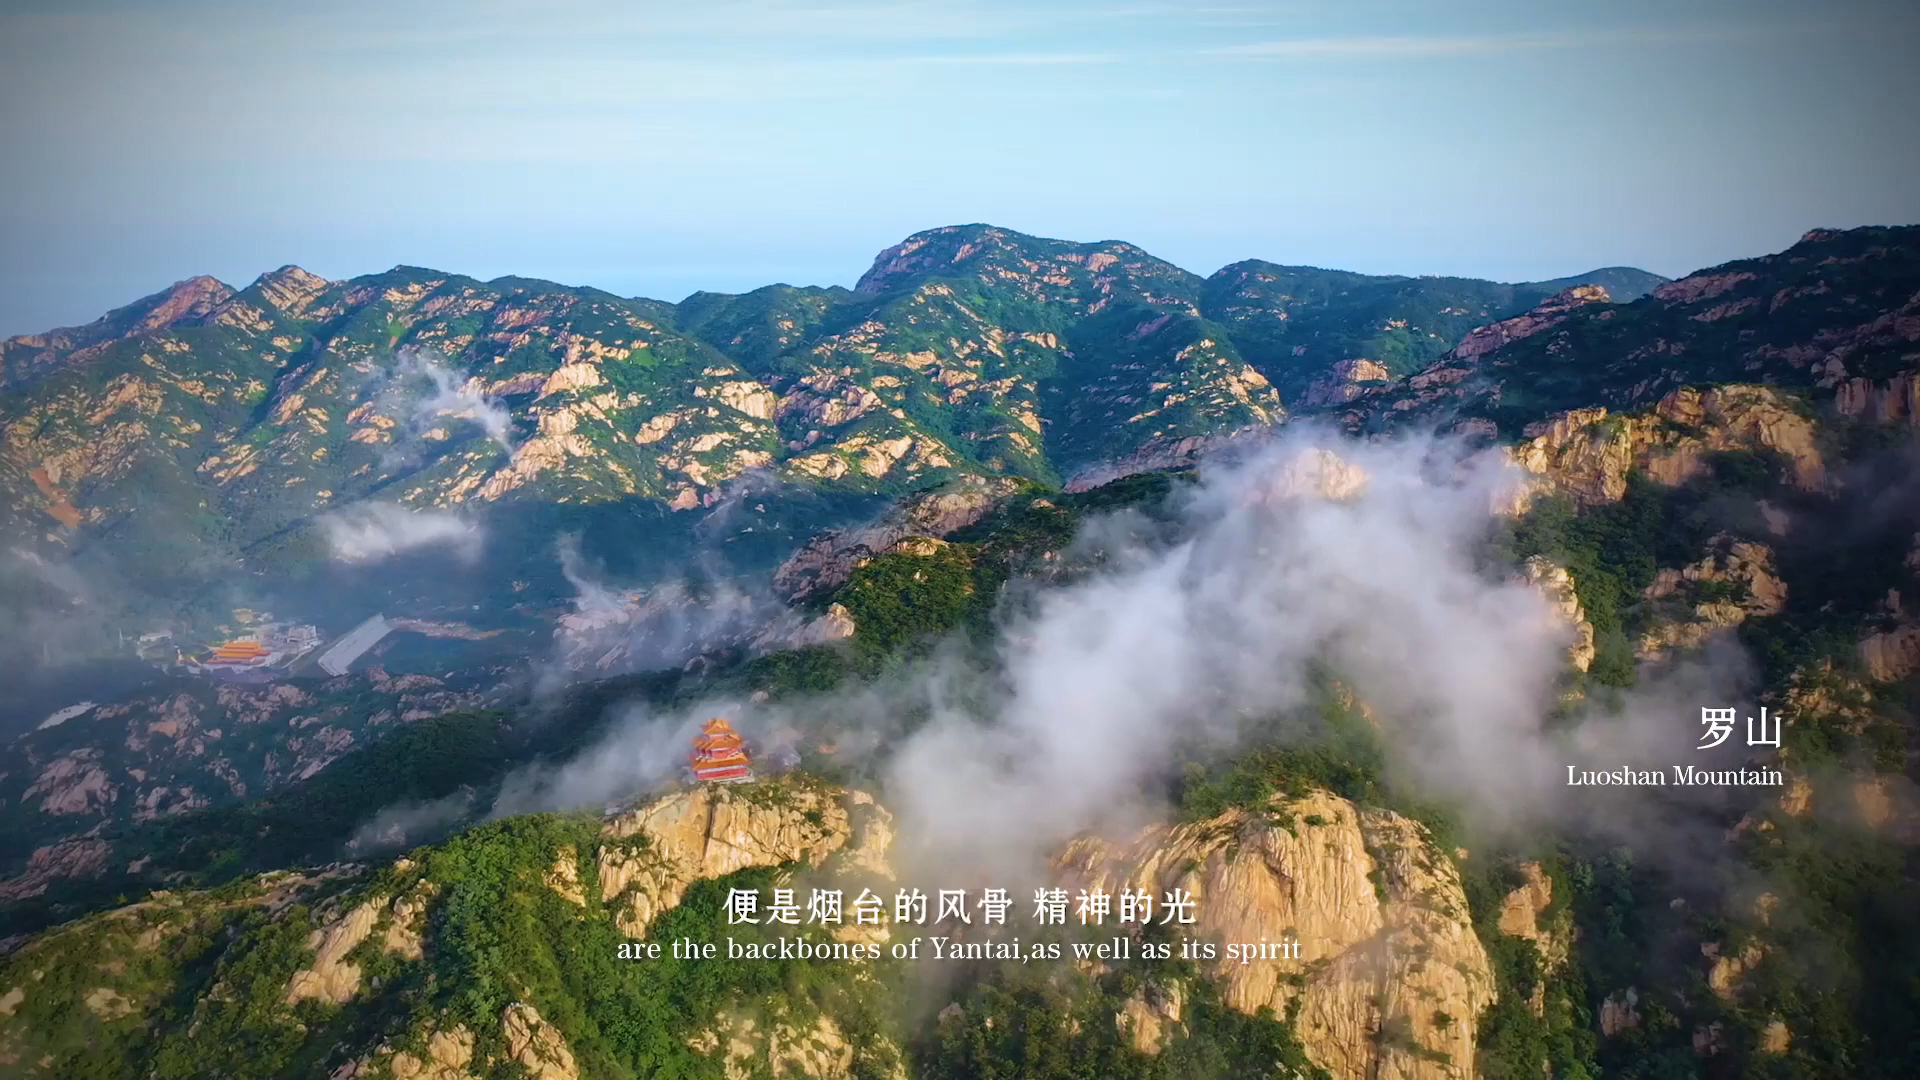 罗山
Luoshan Mountain
便是烟台的风骨 精神的光
are the backbones of Yantai,as well as its spirit